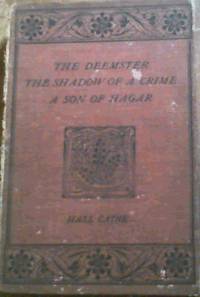 THE DEEMSTER
THE SHADOW OF A CRIME
A SON OF HAGAR
HALL CAINE